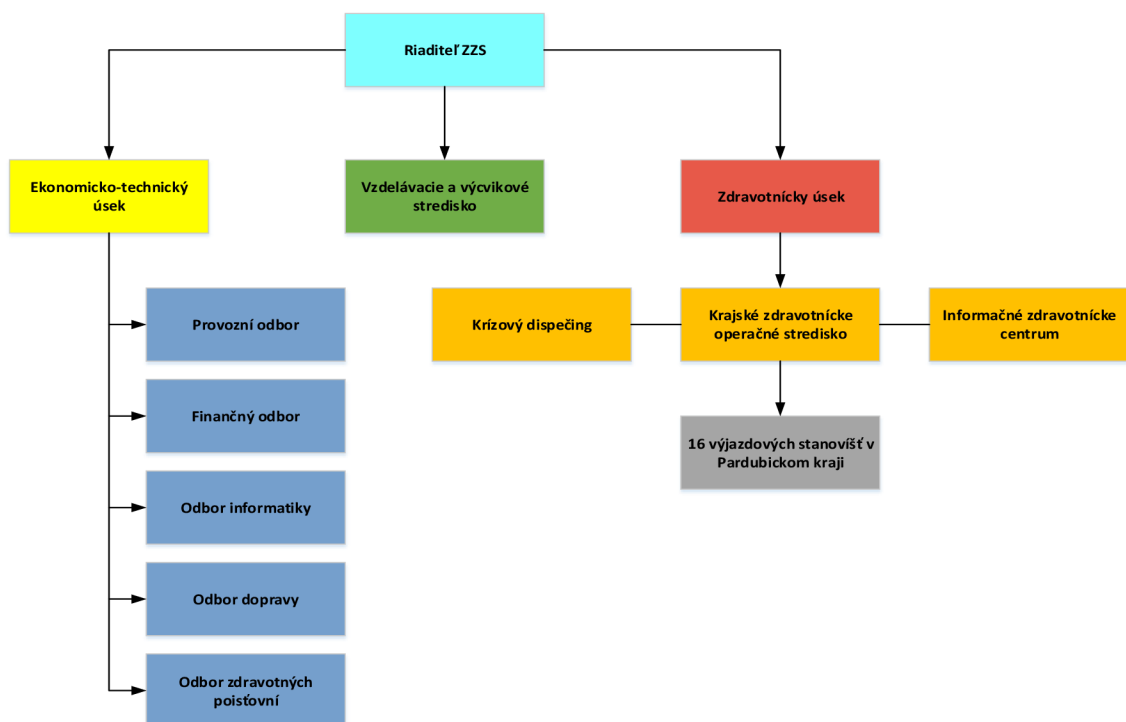 Riaditeľ ZZS
Ekonomicko-technický
úsek
Vzdelávacie a výcvikové
stredisko
Zdravotnícky úsek
Provozní odbor
Krízový dispečing
Krajské zdravotnícke
operačné stredisko
Informačné zdravotnícke
centrum
Finančný odbor
16 výjazdových stanovíšť v
Pardubickom kraji
Odbor informatiky
Odbor dopravy
Odbor zdravotných
poisťovní